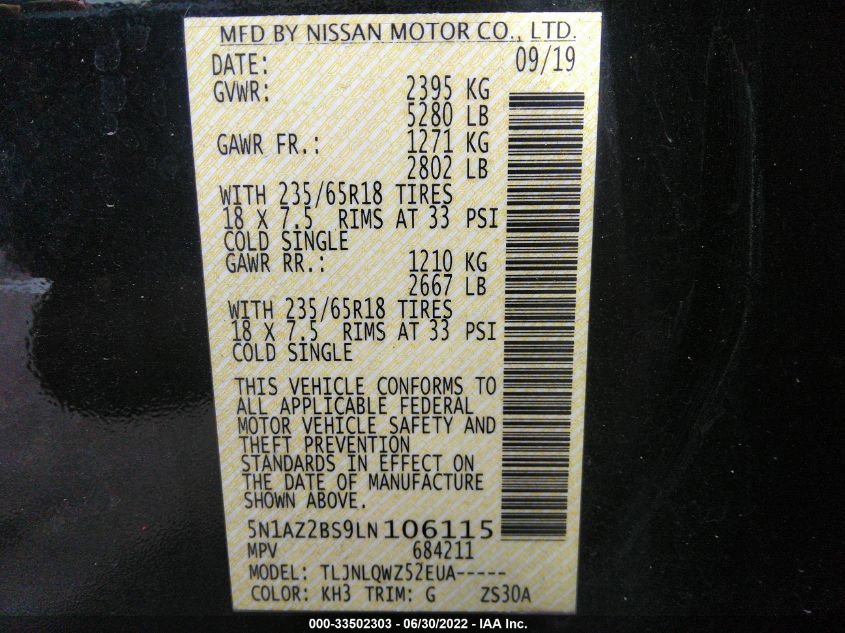 MFD BY NISSAN MOTOR CO., LTD.
DATE: 09/19
GVWR: 2395 KG
5280 LB
GAWR FR.: 1271 KG
2802 LB
WITH 235/65R18 TIRES
18 X 7.5 RIMS AT 33 PSI
COLD SINGLE
GAWR RR.: 1210 KG
2667 LB
WITH 235/65R18 TIRES
18 X 7.5 RIMS AT 33 PSI
COLD SINGLE
THIS VEHICLE CONFORMS TO
ALL APPLICABLE FEDERAL
MOTOR VEHICLE SAFETY AND
THEFT PREVENTION
STANDARDS IN EFFECT ON
THE DATE OF MANUFACTURE
SHOWN ABOVE.
5N1AZ2BS9LN106115
MPV 684211
MODEL: TLJNLQWZ52EUA-----
COLOR: KH3 TRIM: G ZS30A
000-33502303 - 06/30/2022 - IAA Inc.